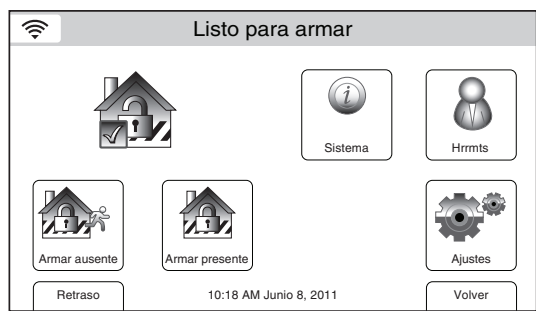 Listo para armar
Sistema
Hrrmts
Armar ausente
Armar presente
Ajustes
Retraso
10:18 AM Junio 8, 2011
Volver